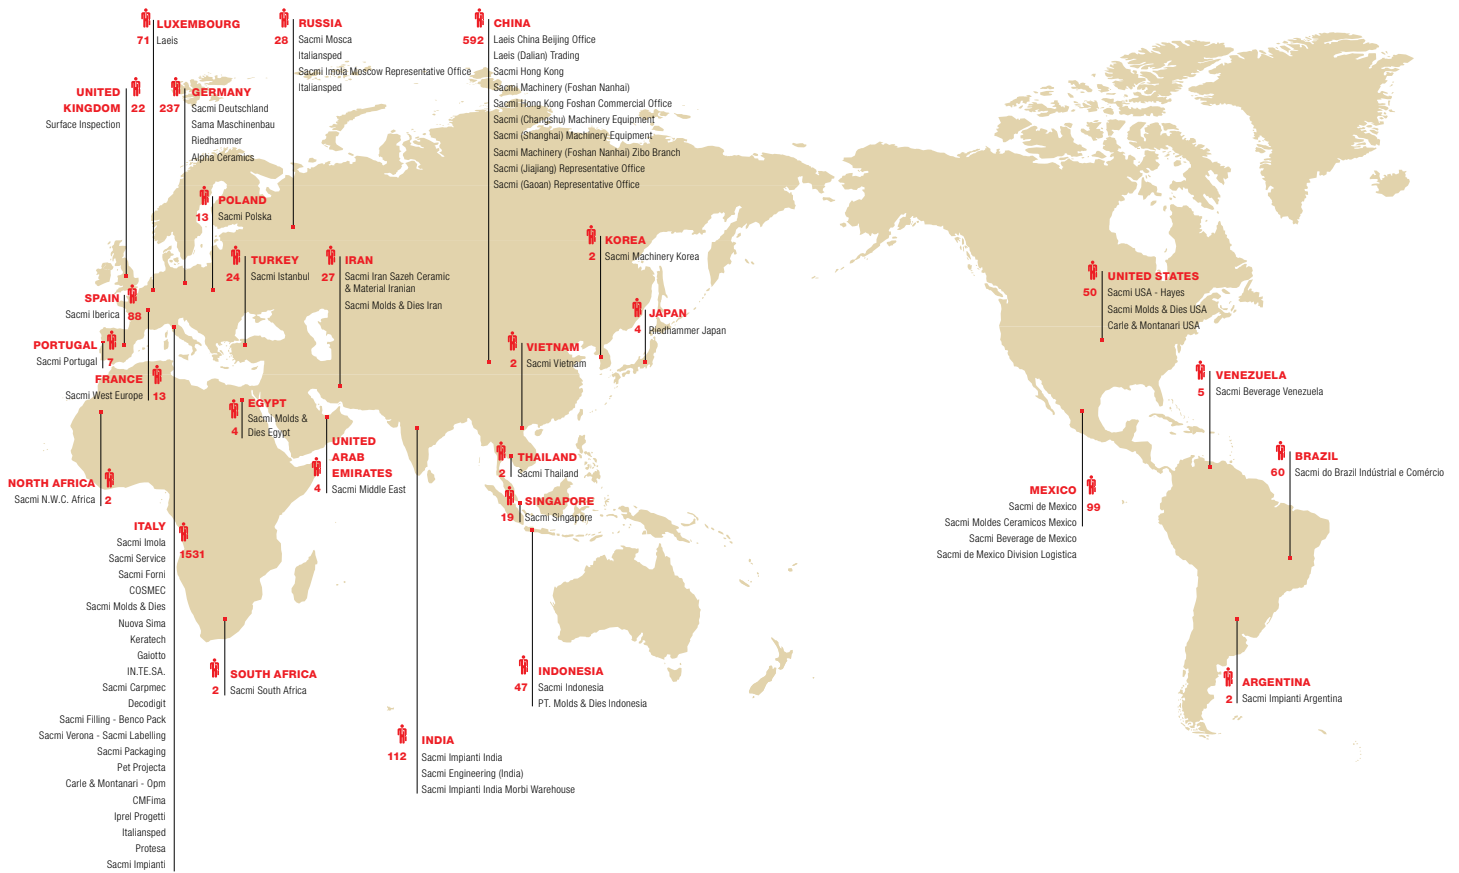 LUXEMBOURG
71
Laeis
RUSSIA
28
Sacmi Mosca
Italiansped
Sacmi Imola Moscow Representative Office
Italiansped
CHINA
592
Laeis China Beijing Office
Laeis (Dalian) Trading
Sacmi Hong Kong
Sacmi Machinery (Foshan Nanhai)
Sacmi Hong Kong Foshan Commercial Office
Sacmi (Changshu) Machinery Equipment
Sacmi (Shanghai) Machinery Equipment
Sacmi Machinery (Foshan Nanhai) Zibo Branch
Sacmi (Jiajiang) Representative Office
Sacmi (Gaoan) Representative Office
UNITED
KINGDOM 22
Surface Inspection
GERMANY
237
Sacmi Deutschland
Sama Maschinenbau
Riedhammer
Alpha Ceramics
POLAND
13
Sacmi Polska
TURKEY
24
Sacmi Istanbul
IRAN
27
Sacmi Iran Sazeh Ceramic
& Material Iranian
Sacmi Molds & Dies Iran
KOREA
2
Sacmi Machinery Korea
JAPAN
4
Riedhammer Japan
SPAIN
Sacmi Iberica
88
PORTUGAL
Sacmi Portugal
7
FRANCE
Sacmi West Europe
13
VIETNAM
2
Sacmi Vietnam
EGYPT
4
Sacmi Molds &
Dies Egypt
UNITED
ARAB
EMIRATES
4
Sacmi Middle East
THAILAND
2
Sacmi Thailand
SINGAPORE
19
Sacmi Singapore
NORTH AFRICA
Sacmi N.W.C. Africa
2
ITALY
1531
Sacmi Imola
Sacmi Service
Sacmi Forni
COSMEC
Sacmi Molds & Dies
Nuova Sima
Keratech
Gaiotto
IN.TE.SA.
Sacmi Carpmec
Decodigit
Sacmi Filling - Benco Pack
Sacmi Verona - Sacmi Labelling
Sacmi Packaging
Pet Projecta
Carle & Montanari - Opm
CMFima
Iprel Progetti
Italiansped
Protesa
Sacmi Impianti
SOUTH AFRICA
2
Sacmi South Africa
INDIA
112
Sacmi Impianti India
Sacmi Engineering (India)
Sacmi Impianti India Morbi Warehouse
INDONESIA
47
Sacmi Indonesia
PT. Molds & Dies Indonesia
UNITED STATES
50
Sacmi USA - Hayes
Sacmi Molds & Dies USA
Carle & Montanari USA
VENEZUELA
5
Sacmi Beverage Venezuela
BRAZIL
60
Sacmi do Brazil Indústrial e Comércio
MEXICO
99
Sacmi de Mexico
Sacmi Moldes Ceramicos Mexico
Sacmi Beverage de Mexico
Sacmi de Mexico Division Logistica
ARGENTINA
2
Sacmi Impianti Argentina